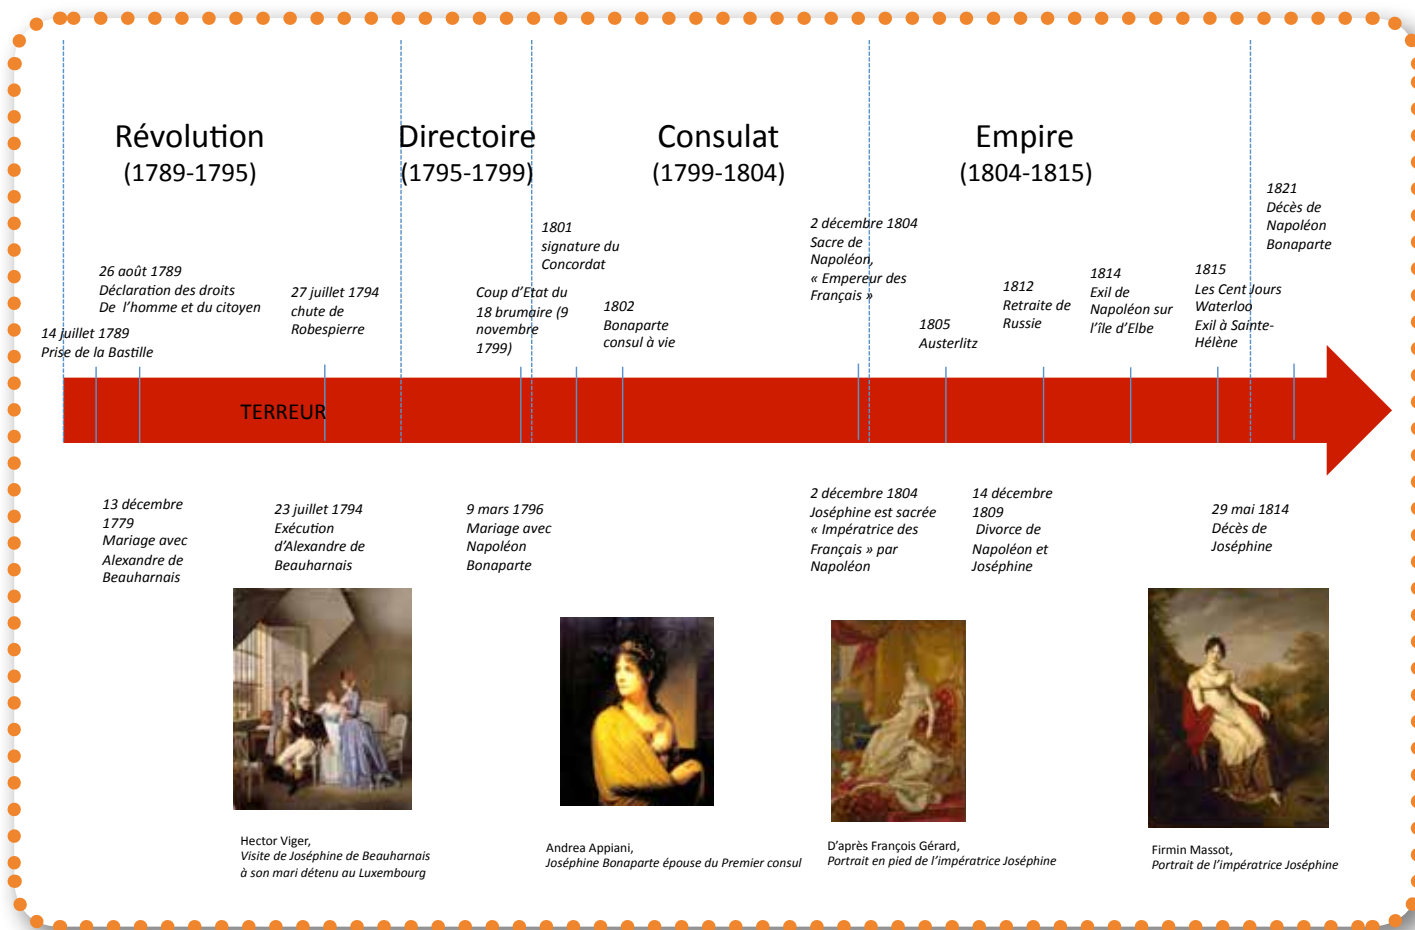 Révolution
(1789-1795)
Directoire
(1795-1799)
Consulat
(1799-1804)
Empire
(1804-1815)
14 juillet 1789
Prise de la Bastille
26 août 1789
Déclaration des droits
De l’homme et du citoyen
27 juillet 1794
chute de
Robespierre
Coup d’Etat du
18 brumaire (9
novembre
1799)
1801
signature du
Concordat
1802
Bonaparte
consul à vie
2 décembre 1804
Sacre de
Napoléon,
« Empereur des
Français »
1805
Austerlitz
1812
Retraite de
Russie
1814
Exil de
Napoléon sur
l’île d’Elbe
1815
Les Cent Jours
Waterloo
Exil à Sainte-
Hélène
1821
Décès de
Napoléon
Bonaparte
TERREUR
13 décembre
1779
Mariage avec
Alexandre de
Beauharnais
23 juillet 1794
Exécution
d’Alexandre de
Beauharnais
9 mars 1796
Mariage avec
Napoléon
Bonaparte
2 décembre 1804
Joséphine est sacrée
« Impératrice des
Français » par
Napoléon
14 décembre
1809
Divorce de
Napoléon et
Joséphine
29 mai 1814
Décès de
Joséphine
Hector Viger,
Visite de Joséphine de Beauharnais
à son mari détenu au Luxembourg
Andrea Appiani,
Joséphine Bonaparte épouse du Premier consul
D’après François Gérard,
Portrait en pied de l’impératrice Joséphine
Firmin Massot,
Portrait de l’impératrice Joséphine